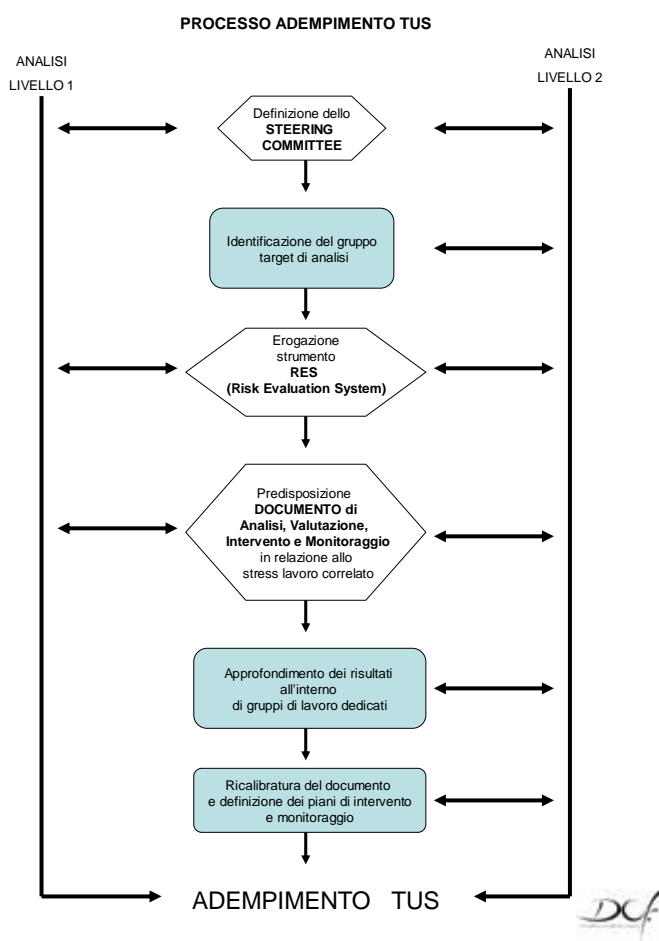 PROCESSO ADEMPIMENTO TUS
ANALISI
LIVELLO 1
ANALISI
LIVELLO 2
Definizione dello
STEERING
COMMITTEE
Identificazione del gruppo
target di analisi
Erogazione
strumento
RES
(Risk Evaluation System)
Predisposizione
DOCUMENTO di
Analisi, Valutazione,
Intervento e Monitoraggio
in relazione allo
stress lavoro correlato
Approfondimento dei risultati
all'interno
di gruppi di lavoro dedicati
Ricalibratura del documento
e definizione dei piani di intervento
e monitoraggio
ADEMPIMENTO TUS
DCF